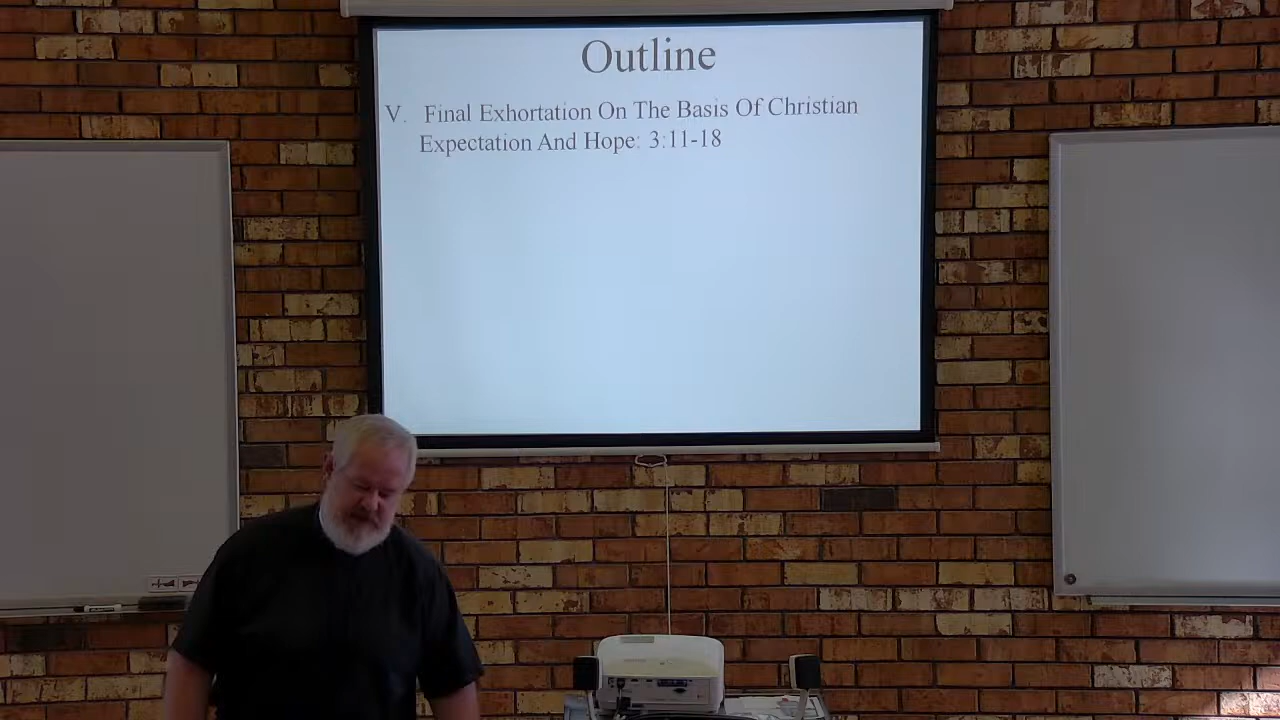 Outline
V. Final Exhortation On The Basis Of Christian
Expectation And Hope: 3:11-18